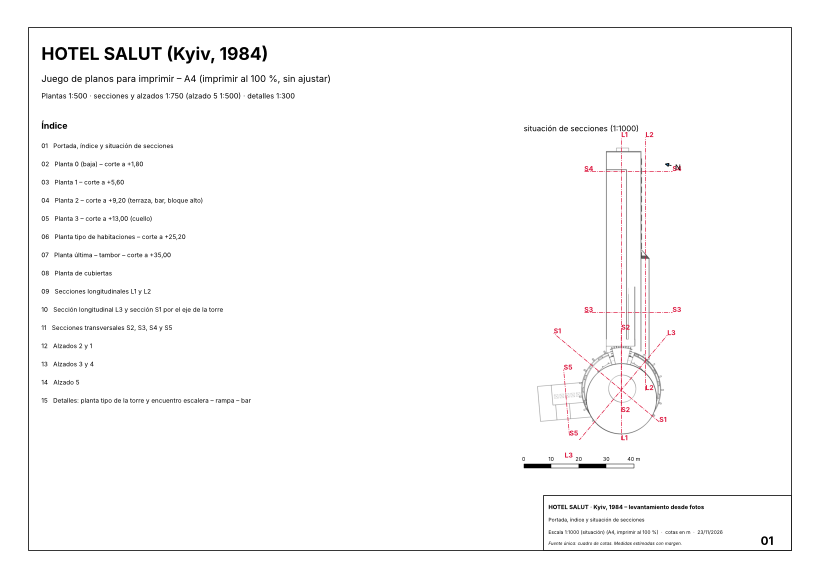 HOTEL SALUT (Kyiv, 1984)
Juego de planos para imprimir – A4 (imprimir al 100 %, sin ajustar)
Plantas 1:500 · secciones y alzados 1:750 (alzado 5 1:500) · detalles 1:300
Índice
01 Portada, índice y situación de secciones
02 Planta 0 (baja) – corte a +1,80
03 Planta 1 – corte a +5,60
04 Planta 2 – corte a +9,20 (terraza, bar, bloque alto)
05 Planta 3 – corte a +13,00 (cuello)
06 Planta tipo de habitaciones – corte a +25,20
07 Planta última – tambor – corte a +35,00
08 Planta de cubiertas
09 Secciones longitudinales L1 y L2
10 Sección longitudinal L3 y sección S1 por el eje de la torre
11 Secciones transversales S2, S3, S4 y S5
12 Alzados 2 y 1
13 Alzados 3 y 4
14 Alzado 5
15 Detalles: planta tipo de la torre y encuentro escalera – rampa – bar
situación de secciones (1:1000)
L1 L2
N
S4 S4
S3 S3
S2
S1 L3
S5
L2
S2
S1
S5 L1
L3
0 10 20 30 40 m
HOTEL SALUT · Kyiv, 1984 – levantamiento desde fotos
Portada, índice y situación de secciones
Escala 1:1000 (situación) (A4, imprimir al 100 %) · cotas en m · 23/11/2026
Fuente única: cuadro de cotas. Medidas estimadas con margen.
01